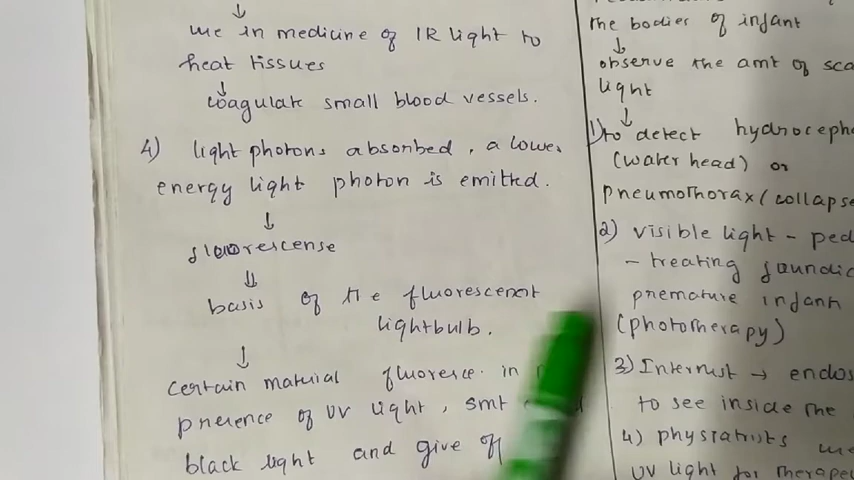 use in medicine of IR light to
heat tissues
coagulate small blood vessels.
4) light photons absorbed, a lower
energy light photon is emitted.
fluorescense
basis of the fluorescent
lightbulb.
certain material fluoresce. in
presence of UV light, smt
black light and give of
the bodies of infant
observe the amt of sca
light
1) to detect hydroceph
(water head) or
pneumothorax (collapse
2) visible light - ped
- treating jaundic
premature infant
(phototherapy)
3) Internist → endos
to see inside the
4) physiatrists use
UV light for therape